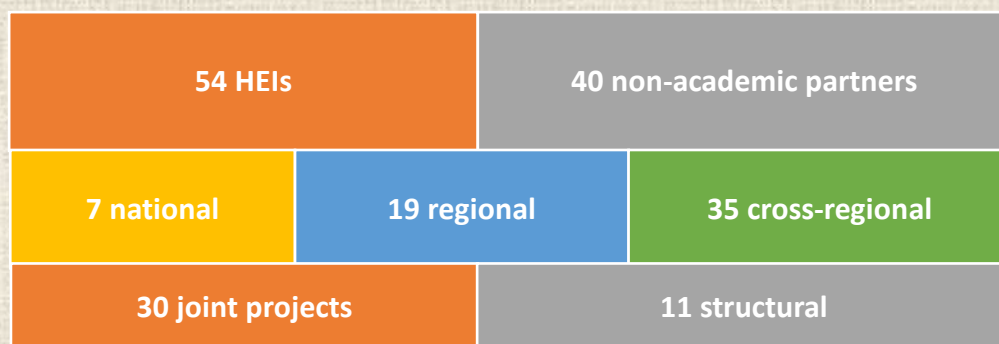 54 HEIs
40 non-academic partners
7 national
19 regional
35 cross-regional
30 joint projects
11 structural